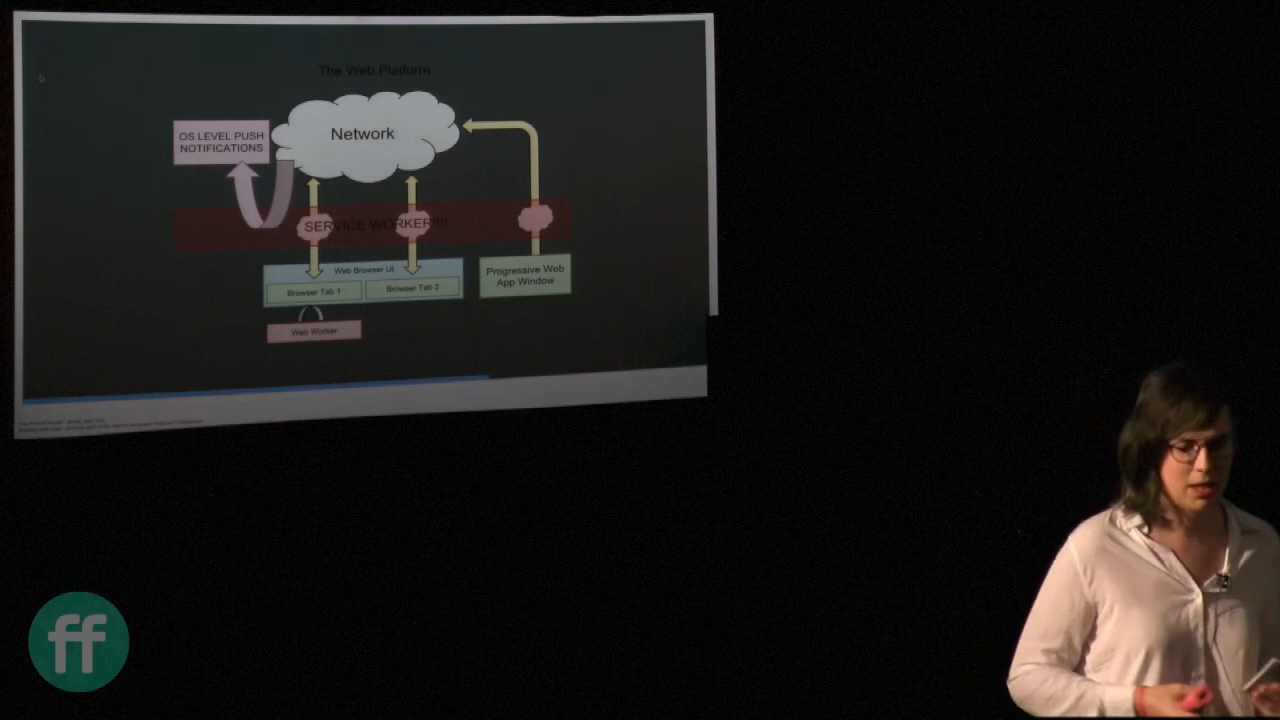 The Web Platform
Network
OS LEVEL PUSH
NOTIFICATIONS
SERVICE WORKER!!!!
Web Browser UI
Browser Tab 1
Browser Tab 2
Progressive Web
App Window
Web Worker
ff